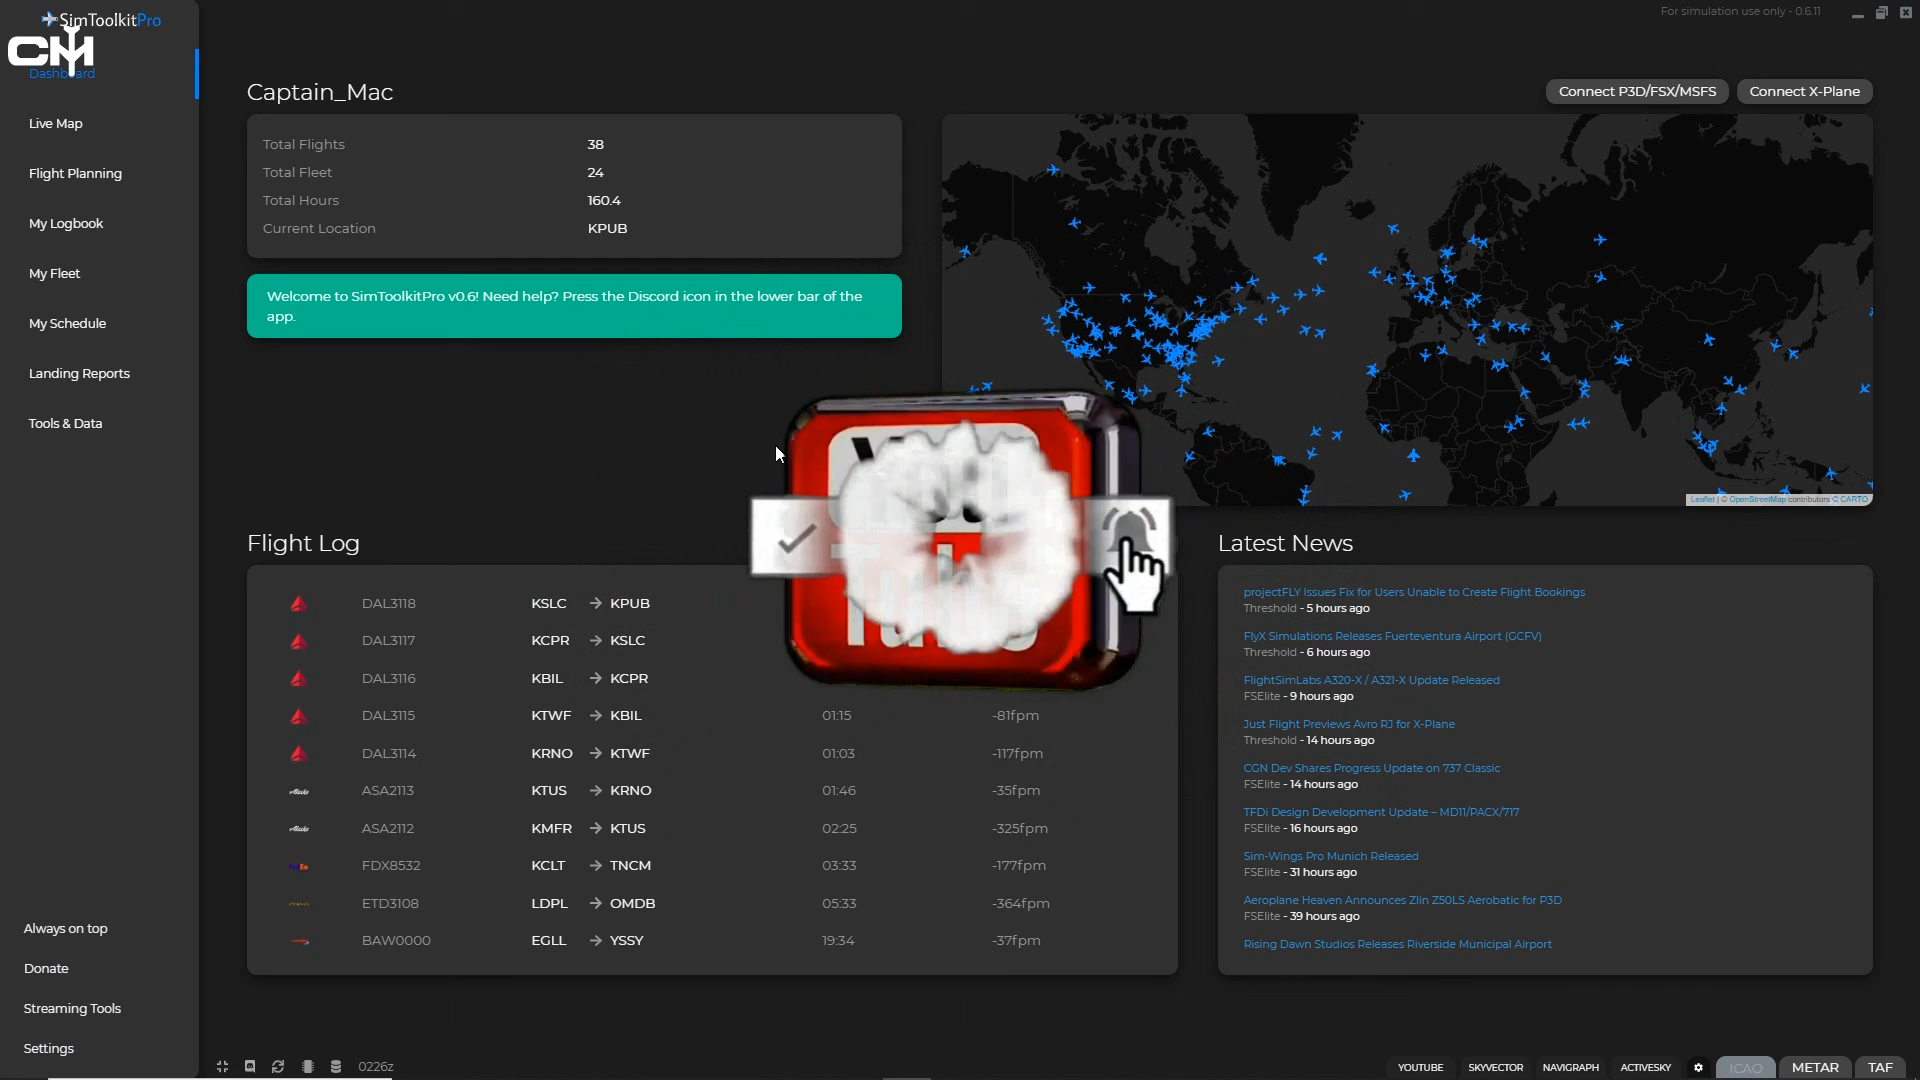 SimToolkitPro
For simulation use only - 0.6.11
CM
Dashboard
Live Map
Flight Planning
My Logbook
My Fleet
My Schedule
Landing Reports
Tools & Data
Always on top
Donate
Streaming Tools
Settings
Captain_Mac
Connect P3D/FSX/MSFS
Connect X-Plane
Total Flights 38
Total Fleet 24
Total Hours 160.4
Current Location KPUB
Welcome to SimToolkitPro v0.6! Need help? Press the Discord icon in the lower bar of the
app.
Leaflet | © OpenStreetMap contributors © CARTO
Flight Log
DAL3118 KSLC → KPUB
DAL3117 KCPR → KSLC
DAL3116 KBIL → KCPR
DAL3115 KTWF → KBIL 01:15 -81fpm
DAL3114 KRNO → KTWF 01:03 -117fpm
ASA2113 KTUS → KRNO 01:46 -35fpm
ASA2112 KMFR → KTUS 02:25 -325fpm
FDX8532 KCLT → TNCM 03:33 -177fpm
ETD3108 LDPL → OMDB 05:33 -364fpm
BAW0000 EGLL → YSSY 19:34 -37fpm
Latest News
projectFLY Issues Fix for Users Unable to Create Flight Bookings
Threshold - 5 hours ago
FlyX Simulations Releases Fuerteventura Airport (GCFV)
Threshold - 6 hours ago
FlightSimLabs A320-X / A321-X Update Released
FSElite - 9 hours ago
Just Flight Previews Avro RJ for X-Plane
Threshold - 14 hours ago
CGN Dev Shares Progress Update on 737 Classic
FSElite - 14 hours ago
TFDi Design Development Update – MD11/PACX/717
FSElite - 16 hours ago
Sim-Wings Pro Munich Released
FSElite - 31 hours ago
Aeroplane Heaven Announces Zlin Z50LS Aerobatic for P3D
FSElite - 39 hours ago
Rising Dawn Studios Releases Riverside Municipal Airport
0226z
YOUTUBE
SKYVECTOR
NAVIGRAPH
ACTIVESKY
ICAO
METAR
TAF